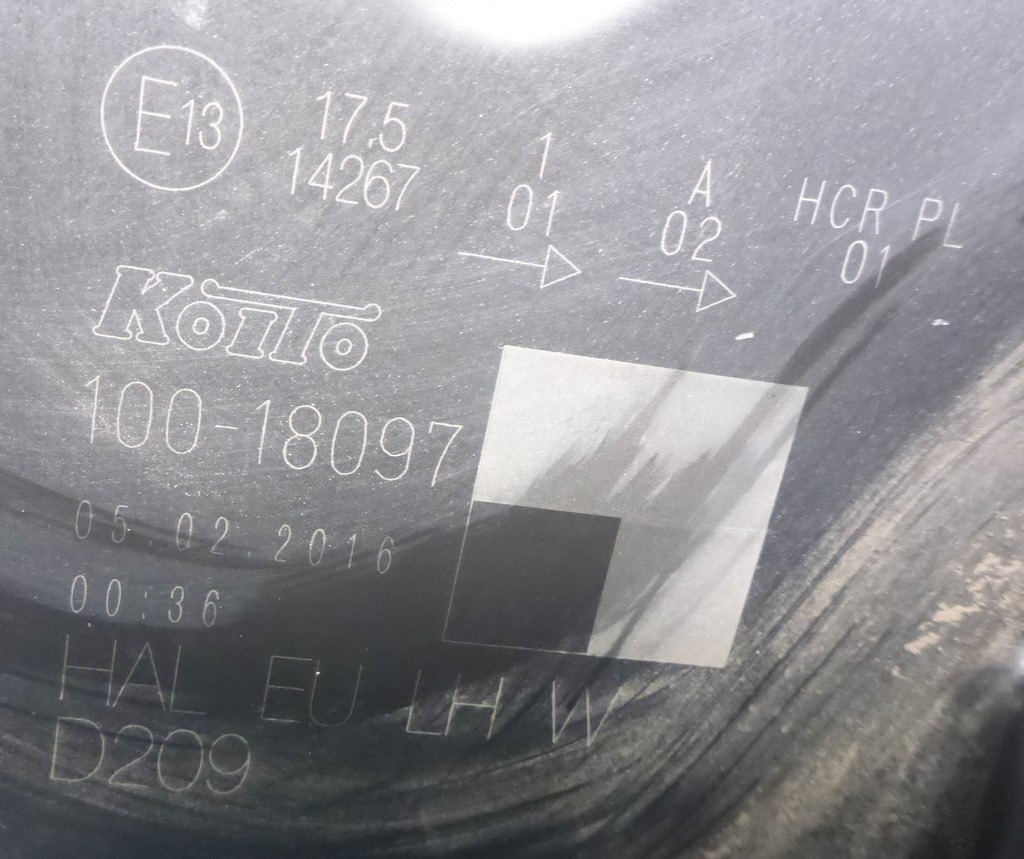 E13 17,5
14267
1
01
A
02
HCR PL
01
KOITO
100-18097
05.02.2016
00:36
HAL EU LH W
D209